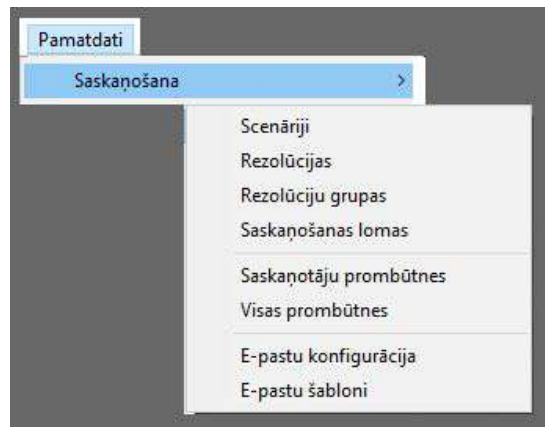 Pamatdati
Saskaņošana
Scenāriji
Rezolūcijas
Rezolūciju grupas
Saskaņošanas lomas
Saskaņotāju prombūtnes
Visas prombūtnes
E-pastu konfigurācija
E-pastu šabloni